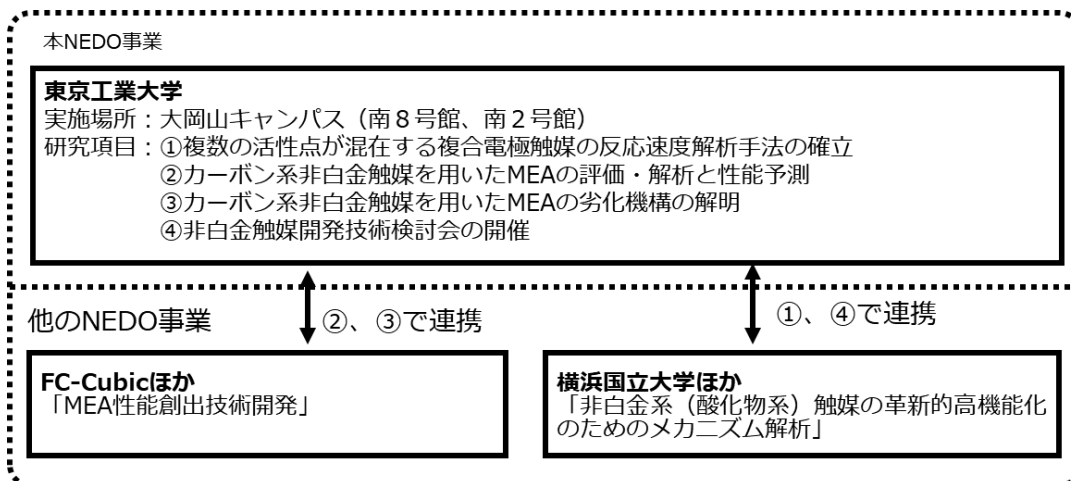 本NEDO事業
東京工業大学
実施場所：大岡山キャンパス（南８号館、南２号館）
研究項目：①複数の活性点が混在する複合電極触媒の反応速度解析手法の確立
②カーボン系非白金触媒を用いたMEAの評価・解析と性能予測
③カーボン系非白金触媒を用いたMEAの劣化機構の解明
④非白金触媒開発技術検討会の開催
他のNEDO事業
②、③で連携
①、④で連携
FC-Cubicほか
「MEA性能創出技術開発」
横浜国立大学ほか
「非白金系（酸化物系）触媒の革新的高機能化
のためのメカニズム解析」